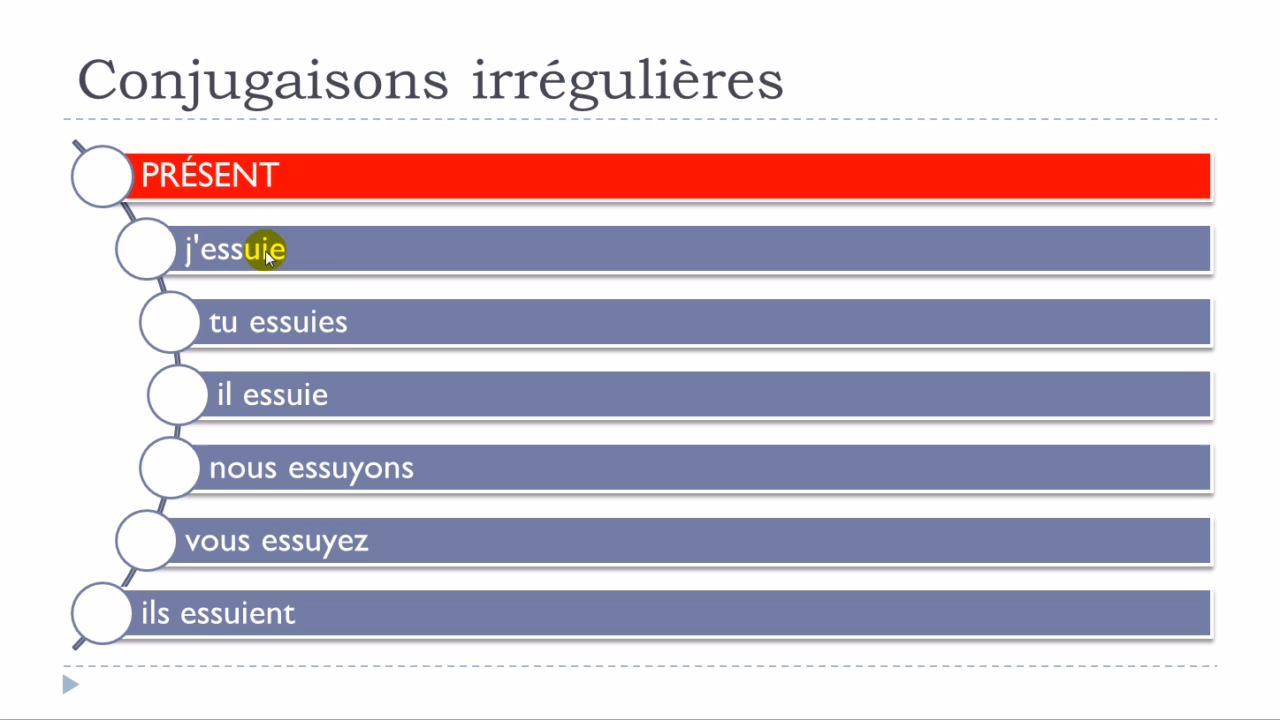 Conjugaisons irrégulières
PRÉSENT
j'essuie
tu essuies
il essuie
nous essuyons
vous essuyez
ils essuient